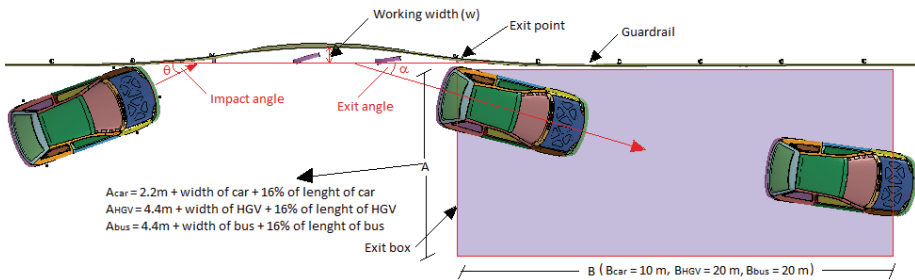 Working width (w)
Exit point
Guardrail
θ
Impact angle
α
Exit angle
A
Acar = 2.2m + width of car + 16% of lenght of car
AHGV = 4.4m + width of HGV + 16% of lenght of HGV
Abus = 4.4m + width of bus + 16% of lenght of bus
Exit box
B ( Bcar = 10 m, BHGV = 20 m, Bbus = 20 m)